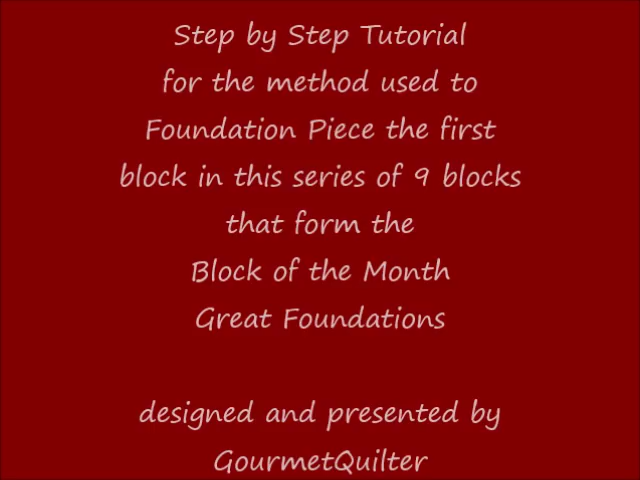 Step by Step Tutorial
for the method used to
Foundation Piece the first
block in this series of 9 blocks
that form the
Block of the Month
Great Foundations
designed and presented by
GourmetQuilter